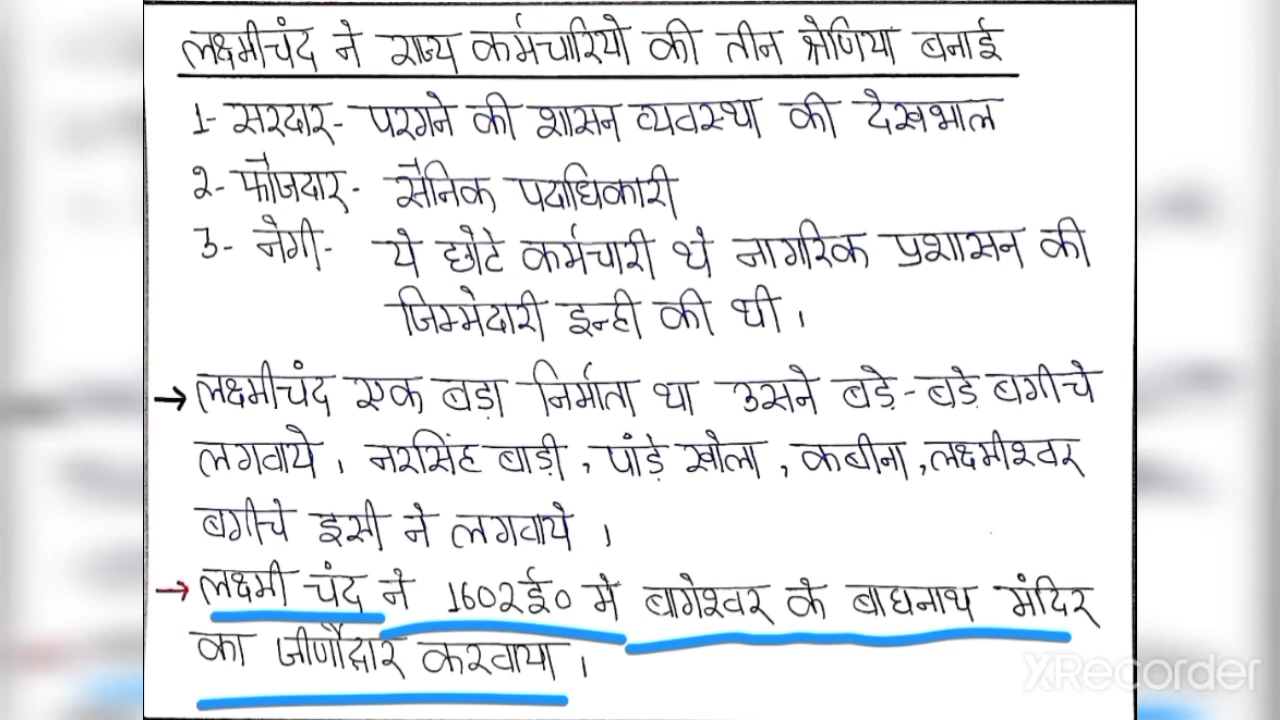 लक्ष्मीचंद ने राज्य कर्मचारियो की तीन श्रेणिया बनाई
1- सरदार- परगने की शासन व्यवस्था की देखभाल
२- फौजदार- सैनिक पदाधिकारी
3- नेगी- ये छोटे कर्मचारी थे नागरिक प्रशासन की
जिम्मेदारी इन्ही की थी ।
→ लक्ष्मीचंद एक बड़ा निर्माता था उसने बड़े-बड़े बगीचे
लगवाये । नरसिंह बाड़ी , पांड़े खोला , कबीना , लक्ष्मीश्वर
बगीचे इसी ने लगवाये ।
→ लक्ष्मी चंद ने 160२ई० मे बागेश्वर के बाघनाथ मंदिर
का जीर्णोद्वार करवाया ।
XRecorder